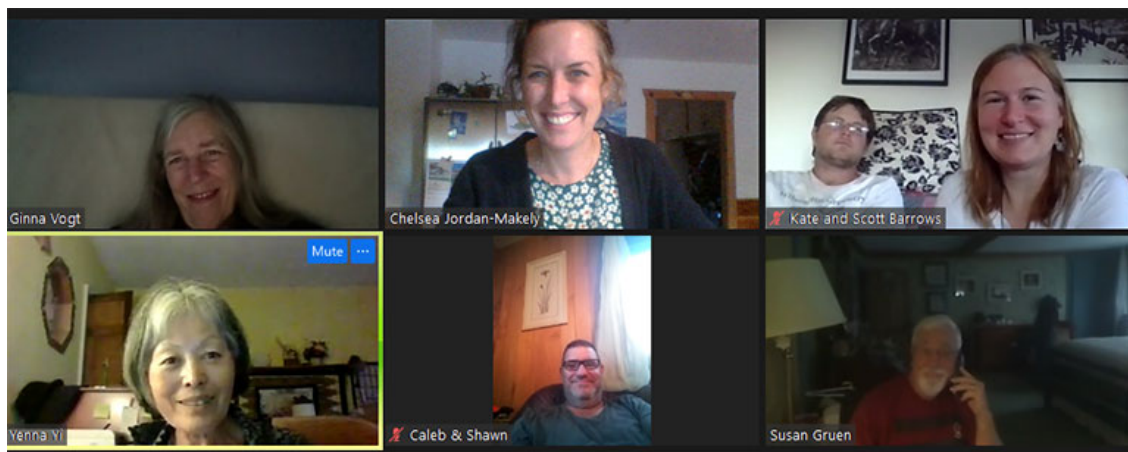 Ginna Vogt
Chelsea Jordan-Makely
Kate and Scott Barrows
Mute ...
Yenna Yi
Caleb & Shawn
Susan Gruen